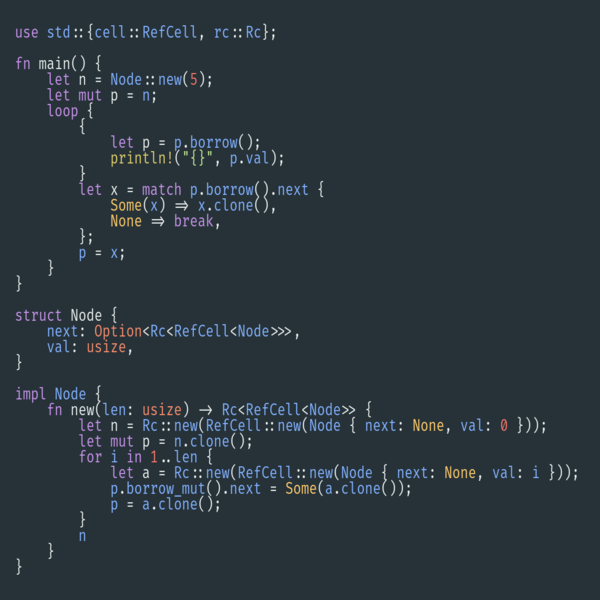 use std::{cell::RefCell, rc::Rc};

fn main() {
    let n = Node::new(5);
    let mut p = n;
    loop {
        {
            let p = p.borrow();
            println!("{}", p.val);
        }
        let x = match p.borrow().next {
            Some(x) => x.clone(),
            None => break,
        };
        p = x;
    }
}

struct Node {
    next: Option<Rc<RefCell<Node>>>,
    val: usize,
}

impl Node {
    fn new(len: usize) -> Rc<RefCell<Node>> {
        let n = Rc::new(RefCell::new(Node { next: None, val: 0 }));
        let mut p = n.clone();
        for i in 1..len {
            let a = Rc::new(RefCell::new(Node { next: None, val: i }));
            p.borrow_mut().next = Some(a.clone());
            p = a.clone();
        }
        n
    }
}